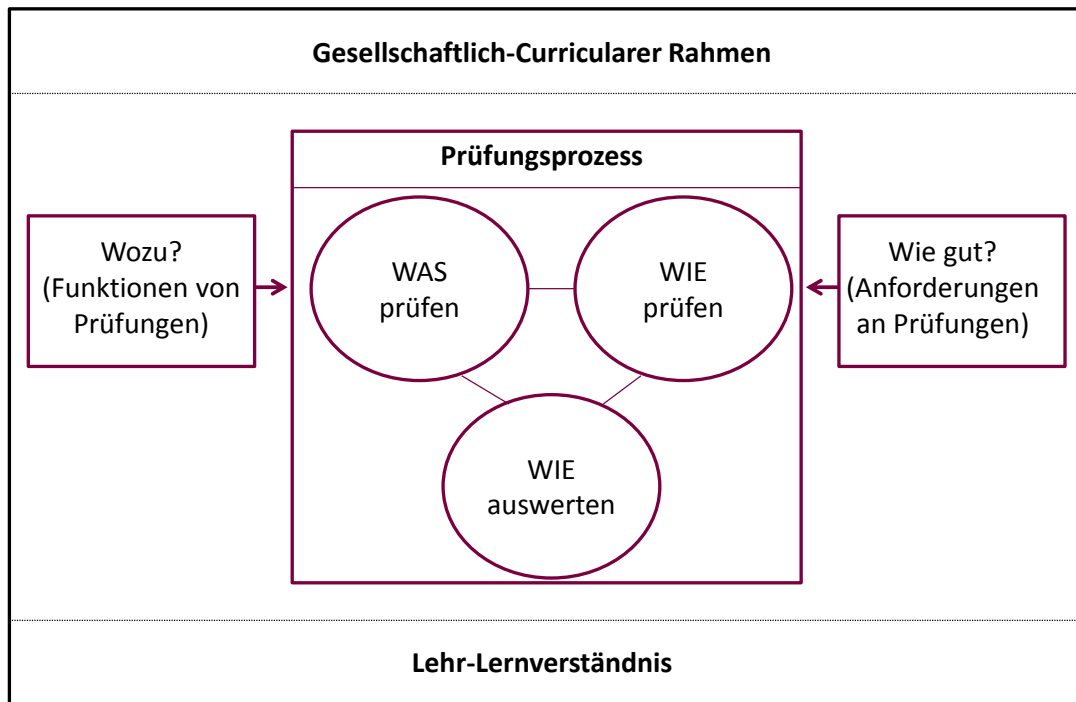 Gesellschaftlich-Curricularer Rahmen
Prüfungsprozess
Wozu?
(Funktionen von
Prüfungen)
WAS
prüfen
WIE
prüfen
Wie gut?
(Anforderungen
an Prüfungen)
WIE
auswerten
Lehr-Lernverständnis